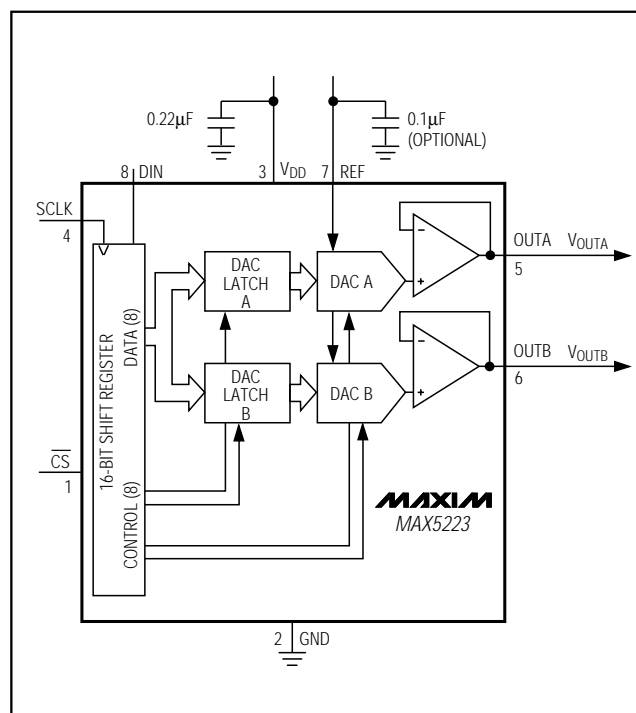 0.22µF
0.1µF
(OPTIONAL)
8 DIN
3 VDD
7 REF
SCLK
4
DAC
LATCH
A
DAC A
OUTA VOUTA
5
DATA (8)
16-BIT SHIFT REGISTER
DAC
LATCH
B
DAC B
OUTB VOUTB
6
CS
1
CONTROL (8)
MAXIM
MAX5223
2 GND